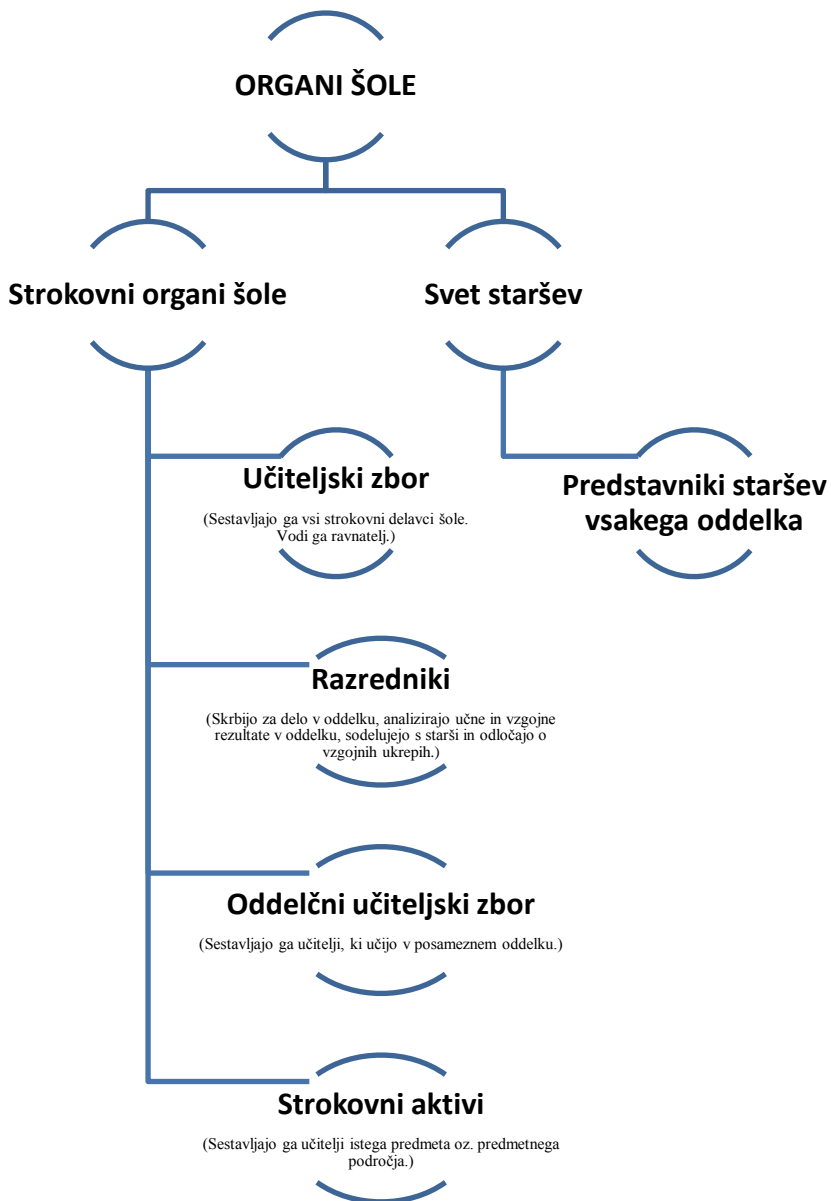 ORGANI ŠOLE
Strokovni organi šole
Svet staršev
Učiteljski zbor
(Sestavljajo ga vsi strokovni delavci šole.
Vodi ga ravnatelj.)
Predstavniki staršev
vsakega oddelka
Razredniki
(Skrbijo za delo v oddelku, analizirajo učne in vzgojne
rezultate v oddelku, sodelujejo s starši in odločajo o
vzgojnih ukrepih.)
Oddelčni učiteljski zbor
(Sestavljajo ga učitelji, ki učijo v posameznem oddelku.)
Strokovni aktivi
(Sestavljajo ga učitelji istega predmeta oz. predmetnega
področja.)